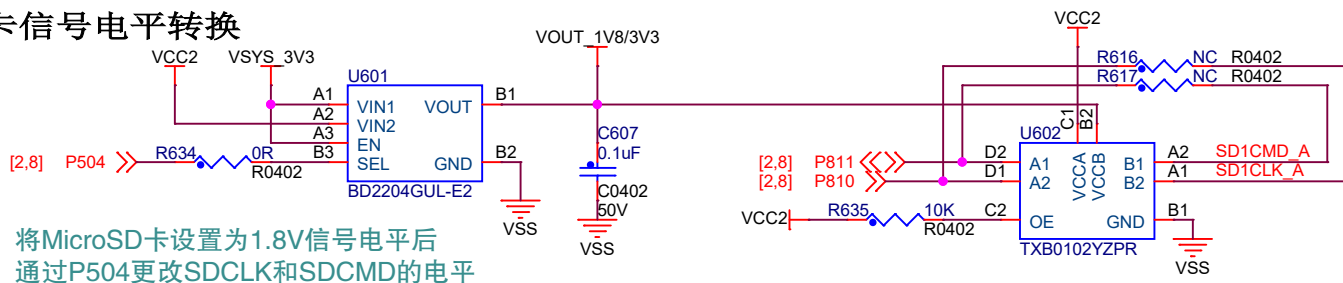 卡信号电平转换
VCC2
VSYS_3V3
VOUT_1V8/3V3
VCC2
U601
A1
VIN1
VOUT
B1
A2
VIN2
A3
EN
B3
SEL
GND
B2
[2,8]
P504
R634
0R
R0402
BD2204GUL-E2
VSS
C607
0.1uF
C0402
50V
VSS
R616
NC
R0402
R617
NC
R0402
C1
B2
U602
[2,8]
P811
D2
A1
VCCA
VCCB
B1
A2
SD1CMD_A
[2,8]
P810
D1
A2
B2
A1
SD1CLK_A
VCC2
R635
10K
R0402
C2
OE
GND
B1
TXB0102YZPR
VSS
将MicroSD卡设置为1.8V信号电平后
通过P504更改SDCLK和SDCMD的电平